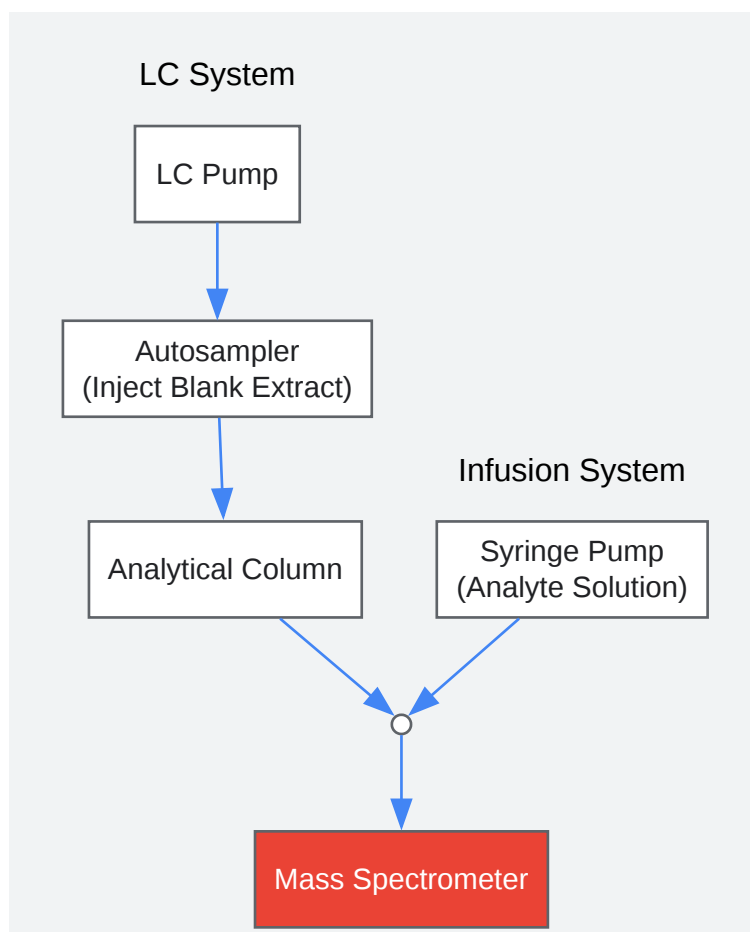 LC System
LC Pump
Autosampler
(Inject Blank Extract)
Infusion System
Analytical Column
Syringe Pump
(Analyte Solution)
Mass Spectrometer